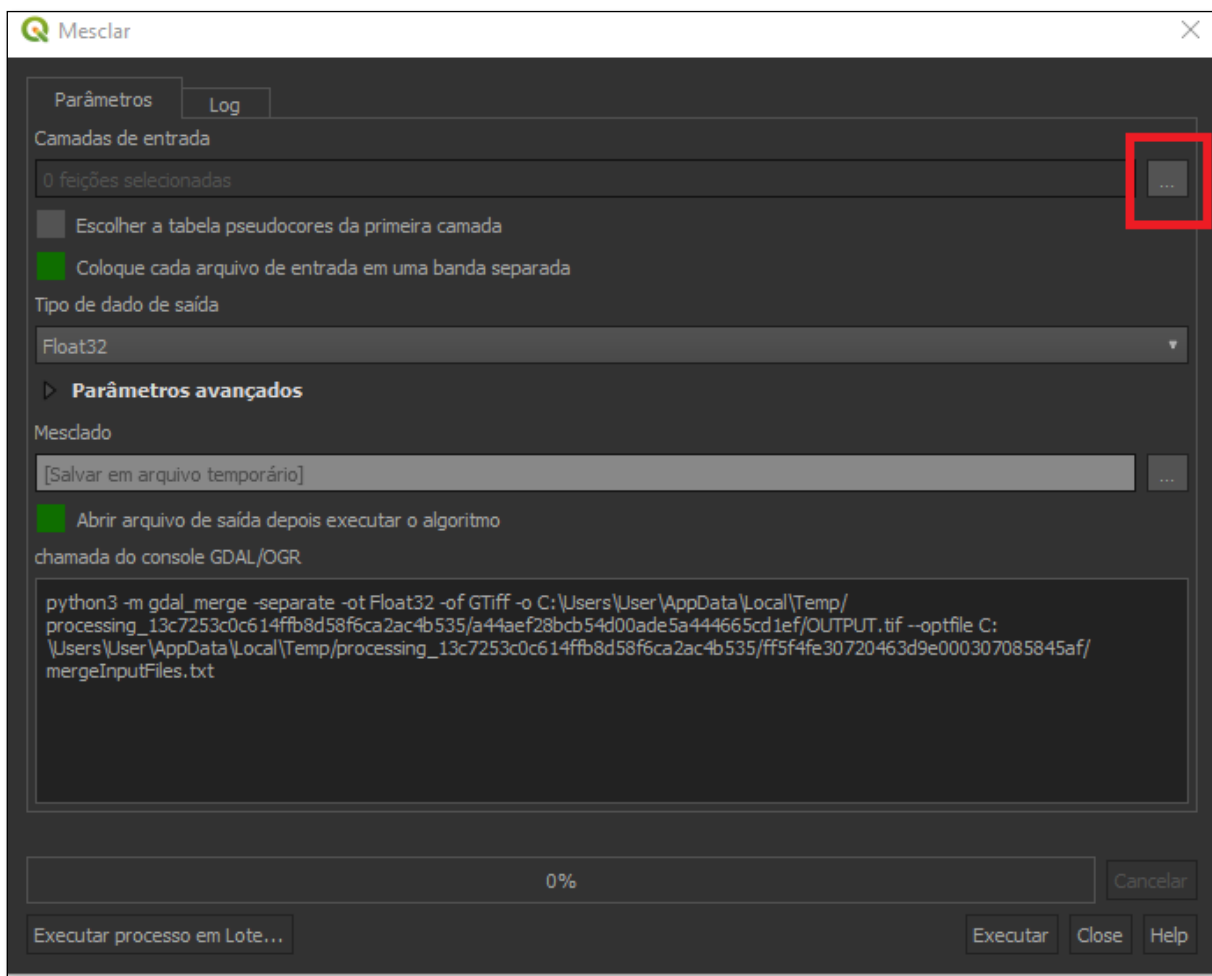 Mesclar
Parâmetros
Log
Camadas de entrada
0 feições selecionadas
...
Escolher a tabela pseudocores da primeira camada
Coloque cada arquivo de entrada em uma banda separada
Tipo de dado de saída
Float32
Parâmetros avançados
Mesclado
[Salvar em arquivo temporário]
...
Abrir arquivo de saída depois executar o algoritmo
chamada do console GDAL/OGR
python3 -m gdal_merge -separate -ot Float32 -of GTiff -o C:\Users\User\AppData\Local\Temp/
processing_13c7253c0c614ffb8d58f6ca2ac4b535/a44aef28bcb54d00ade5a444665cd1ef/OUTPUT.tif --optfile C:
\Users\User\AppData\Local\Temp/processing_13c7253c0c614ffb8d58f6ca2ac4b535/ff5f4fe30720463d9e000307085845af/
mergeInputFiles.txt
0%
Cancelar
Executar processo em Lote...
Executar
Close
Help